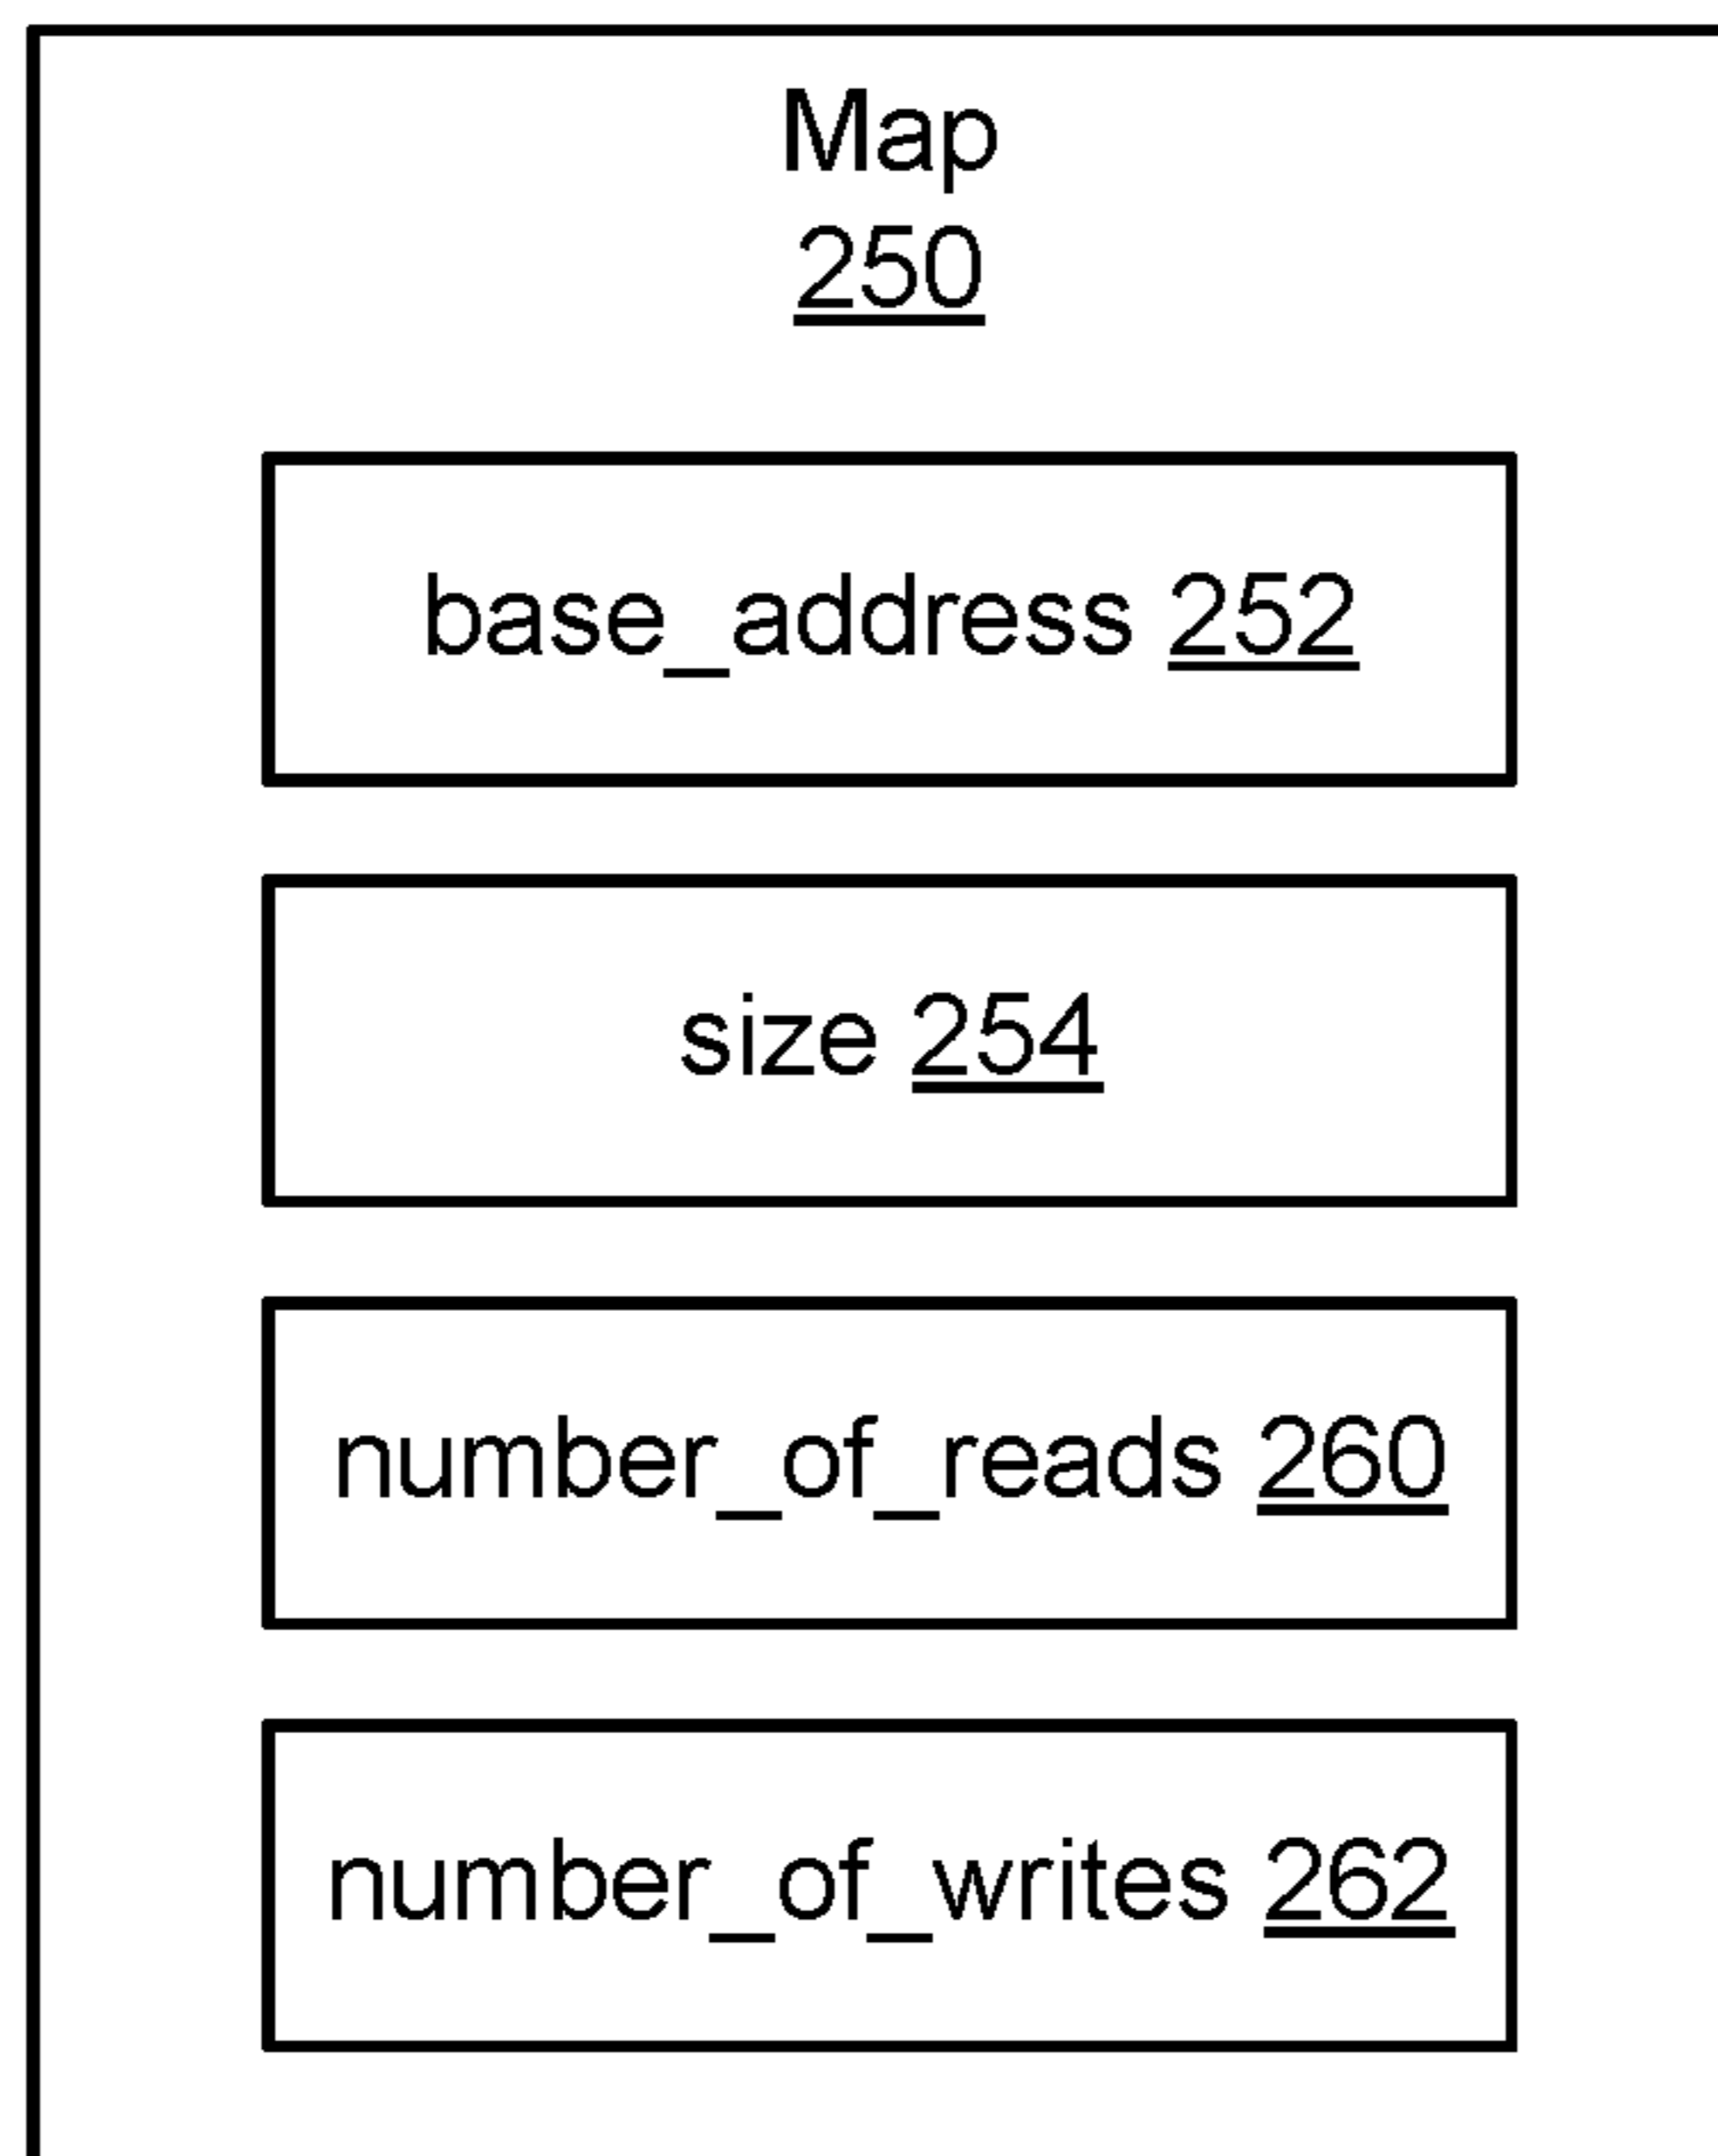 Map
250
base_address 252
size 254
number_of_reads 260
number_of_writes 262